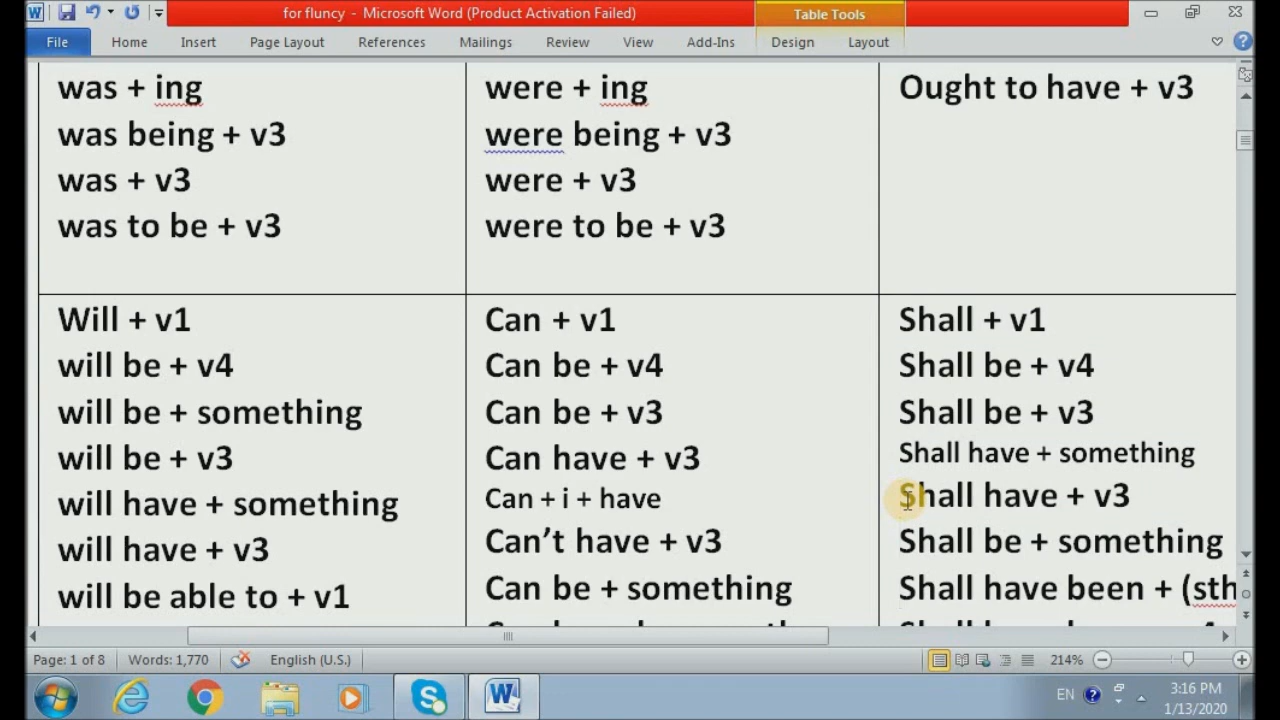 for fluncy - Microsoft Word (Product Activation Failed)
Table Tools
File Home Insert Page Layout References Mailings Review View Add-Ins Design Layout
was + ing
was being + v3
was + v3
was to be + v3
were + ing
were being + v3
were + v3
were to be + v3
Ought to have + v3
Will + v1
will be + v4
will be + something
will be + v3
will have + something
will have + v3
will be able to + v1
Can + v1
Can be + v4
Can be + v3
Can have + v3
Can + i + have
Can't have + v3
Can be + something
Shall + v1
Shall be + v4
Shall be + v3
Shall have + something
Shall have + v3
Shall be + something
Shall have been + (sth
Page: 1 of 8 Words: 1,770 English (U.S.) 214%
EN 3:16 PM
1/13/2020